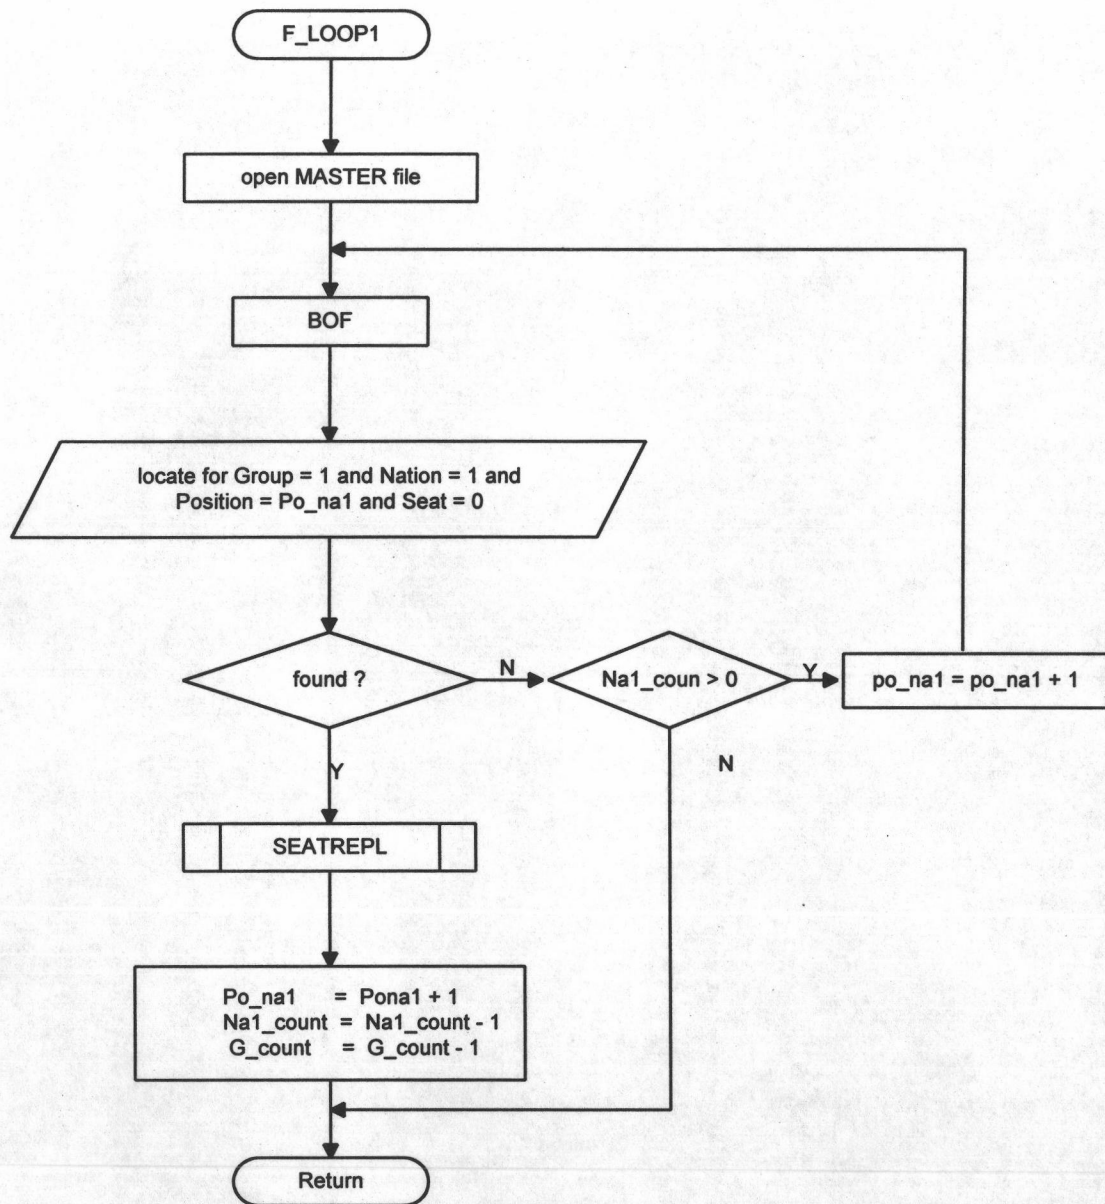 F_LOOP1
open MASTER file
BOF
locate for Group = 1 and Nation = 1 and
Position = Po_na1 and Seat = 0
found ?
N
Na1_coun > 0
Y
po_na1 = po_na1 + 1
Y
N
SEATREPL
Po_na1 = Pona1 + 1
Na1_count = Na1_count - 1
G_count = G_count - 1
Return